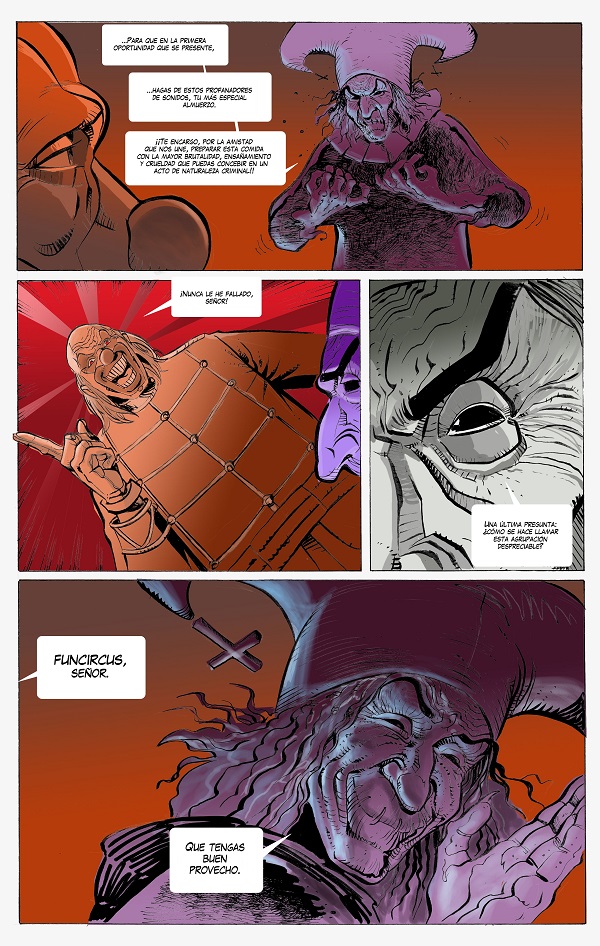 ...Para que en la primera
oportunidad que se presente,
...hagas de estos profanadores
de sonidos, tu más especial
almuerzo.
¡¡Te encargo, por la amistad
que nos une, preparar esta comida
con la mayor brutalidad, ensañamiento
y crueldad que puedas concebir en un
acto de naturaleza criminal!!
¡Nunca le he fallado,
señor!
Una última pregunta:
¿cómo se hace llamar
esta agrupación
despreciable?
FUNCIRCUS,
señor.
Que tengas
buen
provecho.